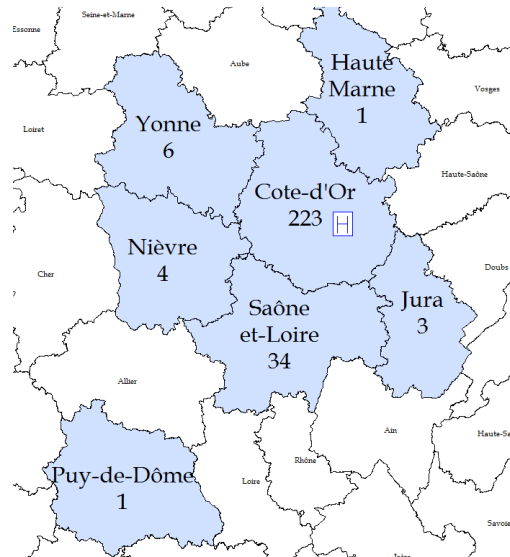 Seine-et-Marne
Essonne
Aube
Haute
Marne
1
Vosges
Loiret
Yonne
6
Haute-Saône
Cote-d'Or
223
H
Nièvre
4
Cher
Doubs
Saône
et-Loire
34
Jura
3
Allier
Ain
Haute-Sa
Puy-de-Dôme
1
Loire
Rhône
Savoie